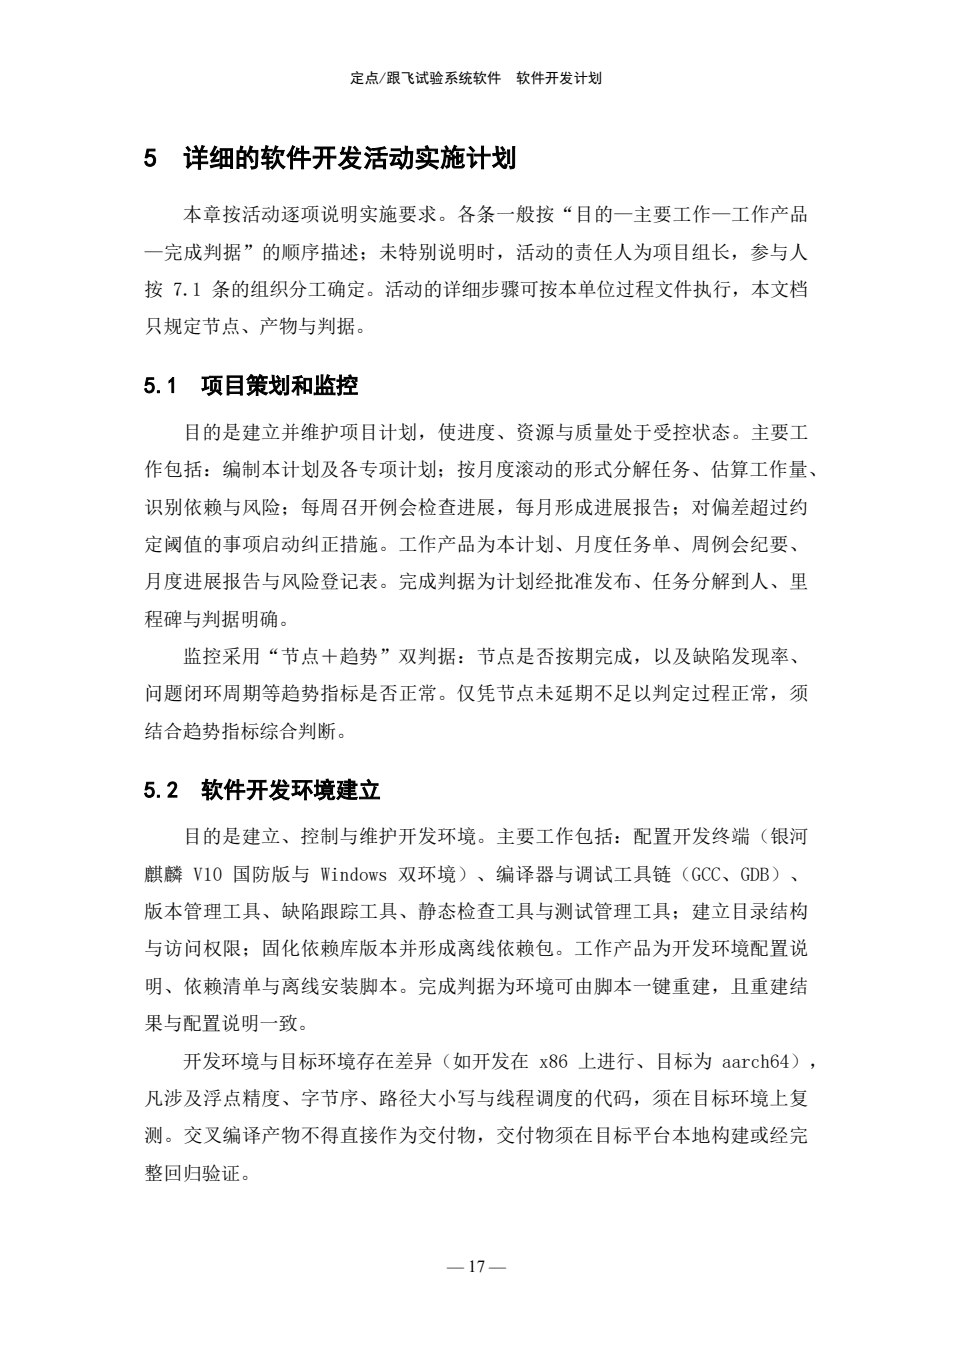 定点/跟飞试验系统软件　软件开发计划
5　详细的软件开发活动实施计划
本章按活动逐项说明实施要求。各条一般按“目的—主要工作—工作产品
—完成判据”的顺序描述；未特别说明时，活动的责任人为项目组长，参与人
按 7.1 条的组织分工确定。活动的详细步骤可按本单位过程文件执行，本文档
只规定节点、产物与判据。
5.1　项目策划和监控
目的是建立并维护项目计划，使进度、资源与质量处于受控状态。主要工
作包括：编制本计划及各专项计划；按月度滚动的形式分解任务、估算工作量、
识别依赖与风险；每周召开例会检查进展，每月形成进展报告；对偏差超过约
定阈值的事项启动纠正措施。工作产品为本计划、月度任务单、周例会纪要、
月度进展报告与风险登记表。完成判据为计划经批准发布、任务分解到人、里
程碑与判据明确。
监控采用“节点＋趋势”双判据：节点是否按期完成，以及缺陷发现率、
问题闭环周期等趋势指标是否正常。仅凭节点未延期不足以判定过程正常，须
结合趋势指标综合判断。
5.2　软件开发环境建立
目的是建立、控制与维护开发环境。主要工作包括：配置开发终端（银河
麒麟 V10 国防版与 Windows 双环境）、编译器与调试工具链（GCC、GDB）、
版本管理工具、缺陷跟踪工具、静态检查工具与测试管理工具；建立目录结构
与访问权限；固化依赖库版本并形成离线依赖包。工作产品为开发环境配置说
明、依赖清单与离线安装脚本。完成判据为环境可由脚本一键重建，且重建结
果与配置说明一致。
开发环境与目标环境存在差异（如开发在 x86 上进行、目标为 aarch64），
凡涉及浮点精度、字节序、路径大小写与线程调度的代码，须在目标环境上复
测。交叉编译产物不得直接作为交付物，交付物须在目标平台本地构建或经完
整回归验证。
— 17 —